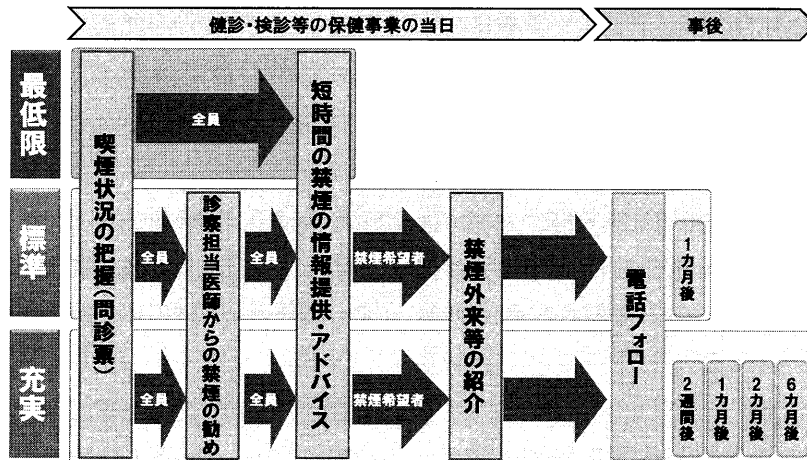 健診・検診等の保健事業の当日
事後
最低限
喫煙状況の把握(問診票)
全員
短時間の禁煙の情報提供・アドバイス
標準
全員
診察担当医師からの禁煙の勧め
全員
禁煙希望者
禁煙外来等の紹介
電話フォロー
1カ月後
充実
全員
全員
禁煙希望者
2週間後
1カ月後
2カ月後
6カ月後